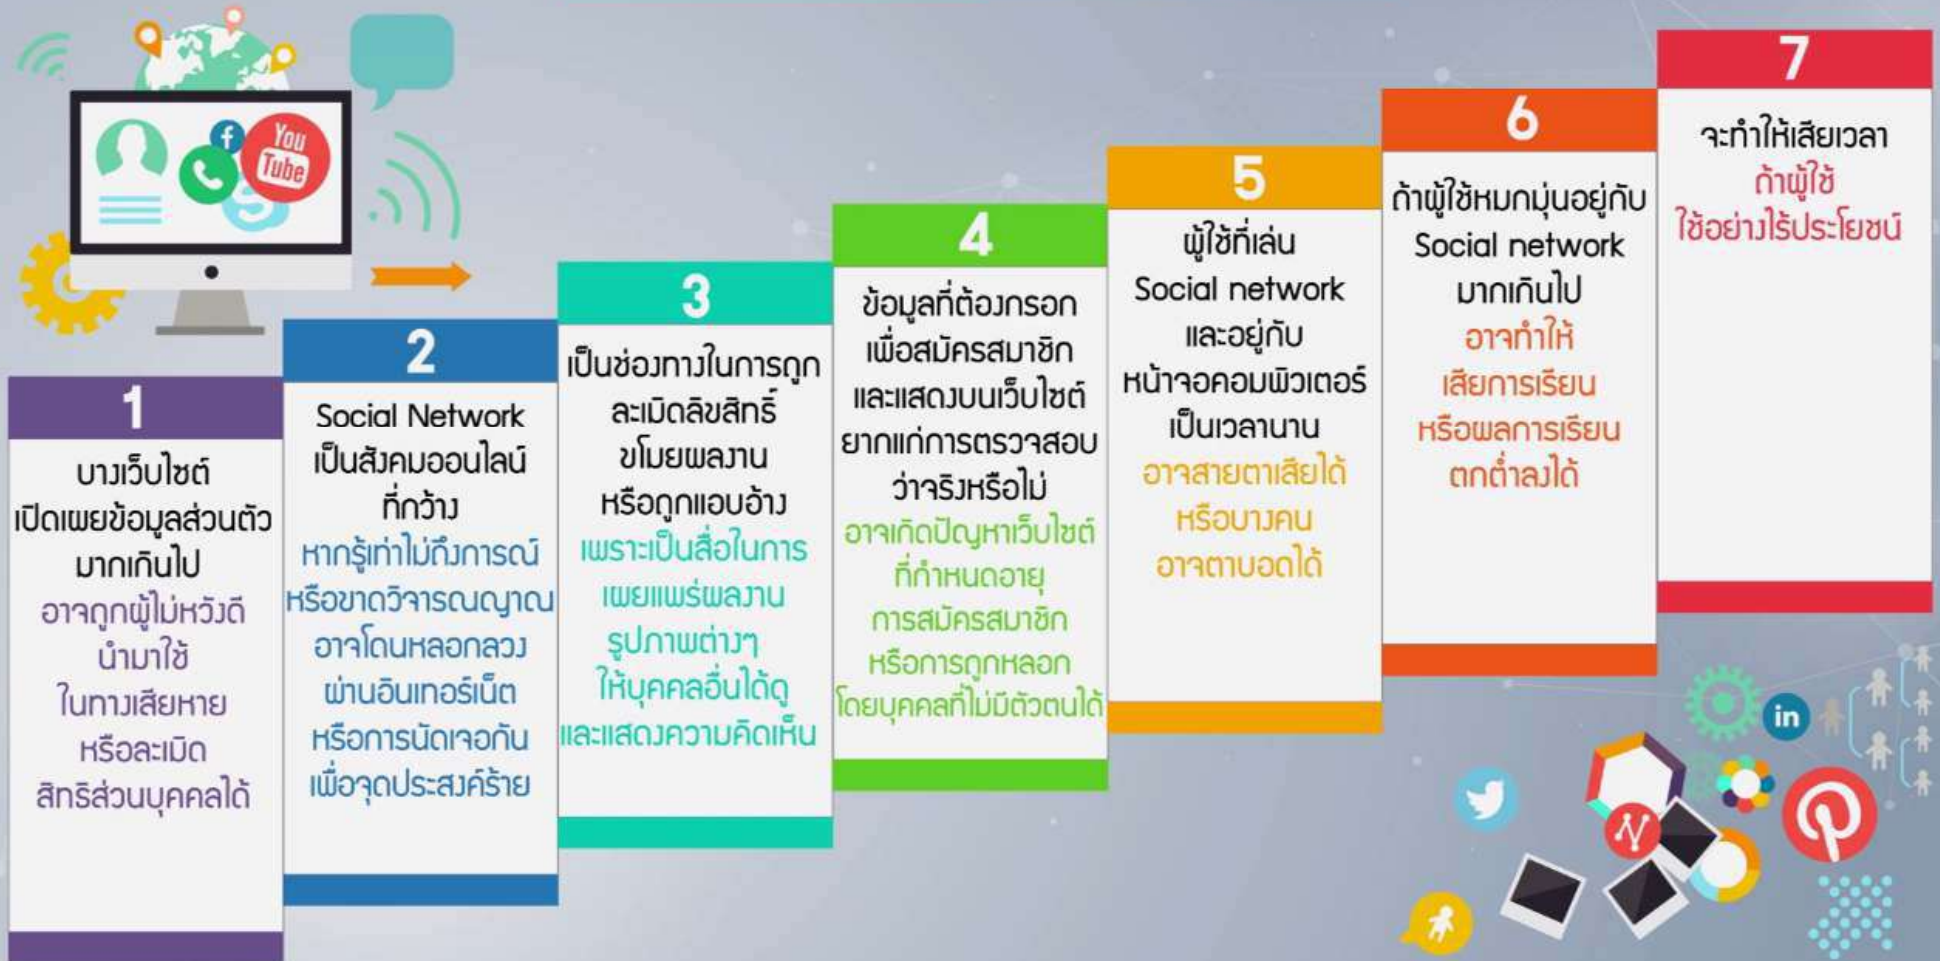 You
Tube
f
S
1
บางเว็บไซต์
เปิดเผยข้อมูลส่วนตัว
มากเกินไป
อาจถูกผู้ไม่หวังดี
นำมาใช้
ในทางเสียหาย
หรือละเมิด
สิทธิส่วนบุคคลได้
2
Social Network
เป็นสังคมออนไลน์
ที่กว้าง
หากรู้เท่าไม่ถึงการณ์
หรือขาดวิจารณญาณ
อาจโดนหลอกลวง
ผ่านอินเทอร์เน็ต
หรือการนัดเจอกัน
เพื่อจุดประสงค์ร้าย
3
เป็นช่องทางในการถูก
ละเมิดลิขสิทธิ์
ขโมยผลงาน
หรือถูกแอบอ้าง
เพราะเป็นสื่อในการ
เผยแพร่ผลงาน
รูปภาพต่างๆ
ให้บุคคลอื่นได้ดู
และแสดงความคิดเห็น
4
ข้อมูลที่ต้องกรอก
เพื่อสมัครสมาชิก
และแสดงบนเว็บไซต์
ยากแก่การตรวจสอบ
ว่าจริงหรือไม่
อาจเกิดปัญหาเว็บไซต์
ที่กำหนดอายุ
การสมัครสมาชิก
หรือการถูกหลอก
โดยบุคคลที่ไม่มีตัวตนได้
5
ผู้ใช้ที่เล่น
Social network
และอยู่กับ
หน้าจอคอมพิวเตอร์
เป็นเวลานาน
อาจสายตาเสียได้
หรือบางคน
อาจตาบอดได้
6
ถ้าผู้ใช้หมกมุ่นอยู่กับ
Social network
มากเกินไป
อาจทำให้
เสียการเรียน
หรือผลการเรียน
ตกต่ำลงได้
7
จะทำให้เสียเวลา
ถ้าผู้ใช้
ใช้อย่างไร้ประโยชน์
in
N